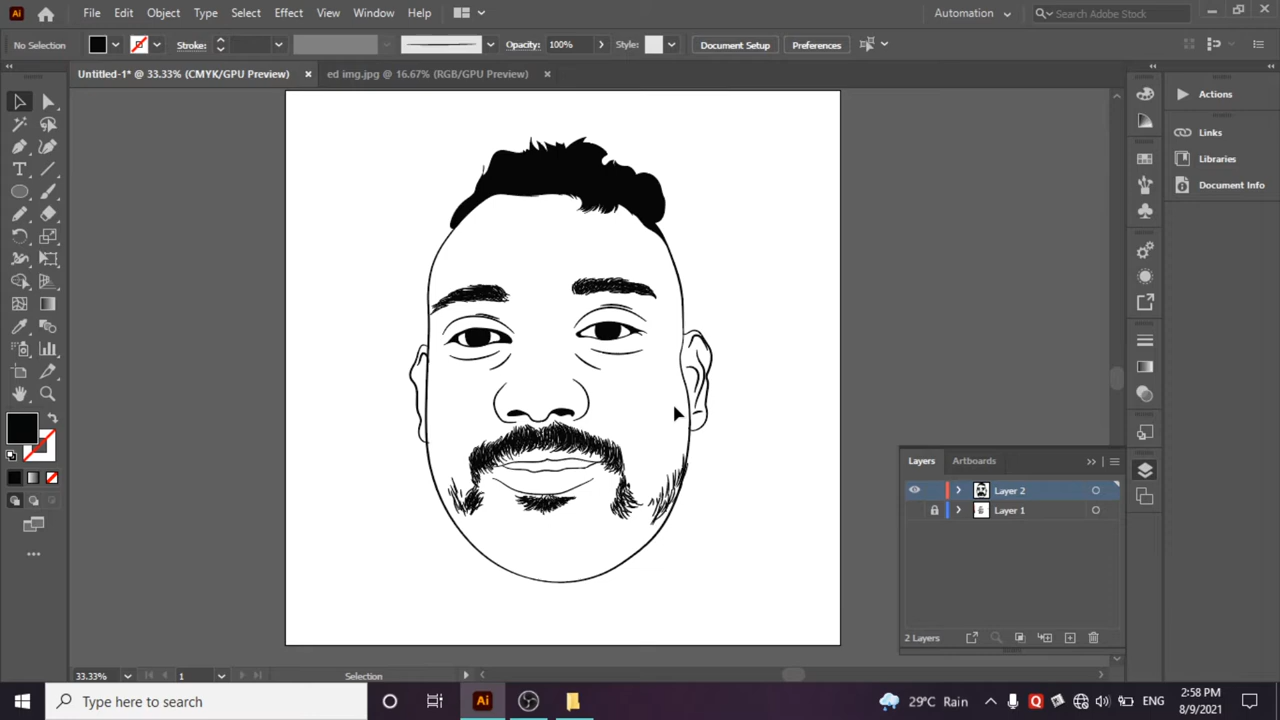 Ai File Edit Object Type Select Effect View Window Help Automation Search Adobe Stock
No Selection Stroke: Opacity: 100% Style: Document Setup Preferences
Untitled-1* @ 33.33% (CMYK/GPU Preview) × ed img.jpg @ 16.67% (RGB/GPU Preview) ×
Actions
Links
Libraries
Document Info
Layers Artboards
Layer 2
Layer 1
2 Layers
33.33% 1 Selection
Type here to search Ai 29°C Rain ENG 2:58 PM
8/9/2021